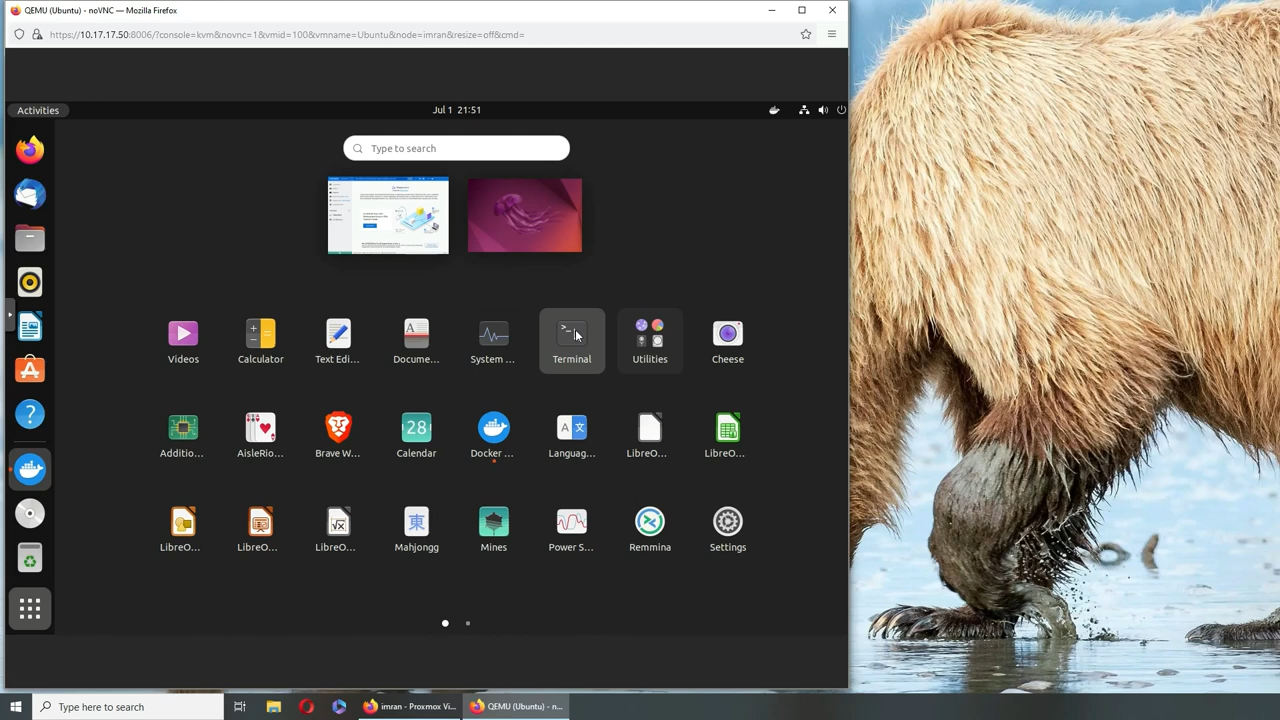 QEMU (Ubuntu) - noVNC — Mozilla Firefox
https://10.17.17.50:8006/?console=kvm&novnc=1&vmid=100&vmname=Ubuntu&node=imran&resize=off&cmd=
Activities
Jul 1 21:51
Type to search
Videos
Calculator
Text Edi...
Docume...
System ...
Terminal
Utilities
Cheese
Additio...
AisleRio...
Brave W...
28
Calendar
Docker ...
A 文
Languag...
LibreO...
LibreO...
LibreO...
LibreO...
LibreO...
東
Mahjongg
Mines
Power S...
Remmina
Settings
Type here to search
imran - Proxmox Vi...
QEMU (Ubuntu) - n...